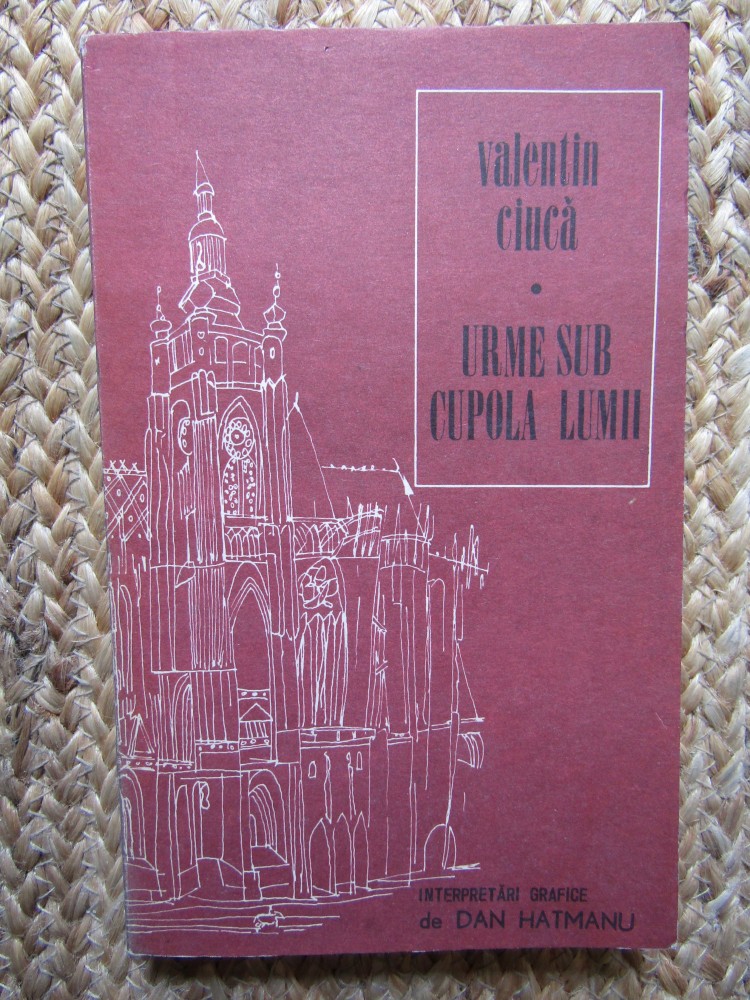 valentin
ciucă
•
URME SUB
CUPOLA LUMII
INTERPRETĂRI GRAFICE
de DAN HATMANU